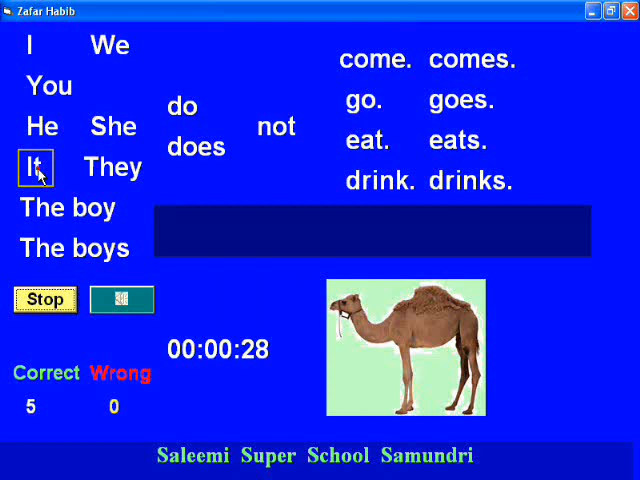 Zafar Habib
I We
You
He She
It They
The boy
The boys
do
does
not
come. comes.
go. goes.
eat. eats.
drink. drinks.
Stop
00:00:28
Correct Wrong
5 0
Saleemi Super School Samundri